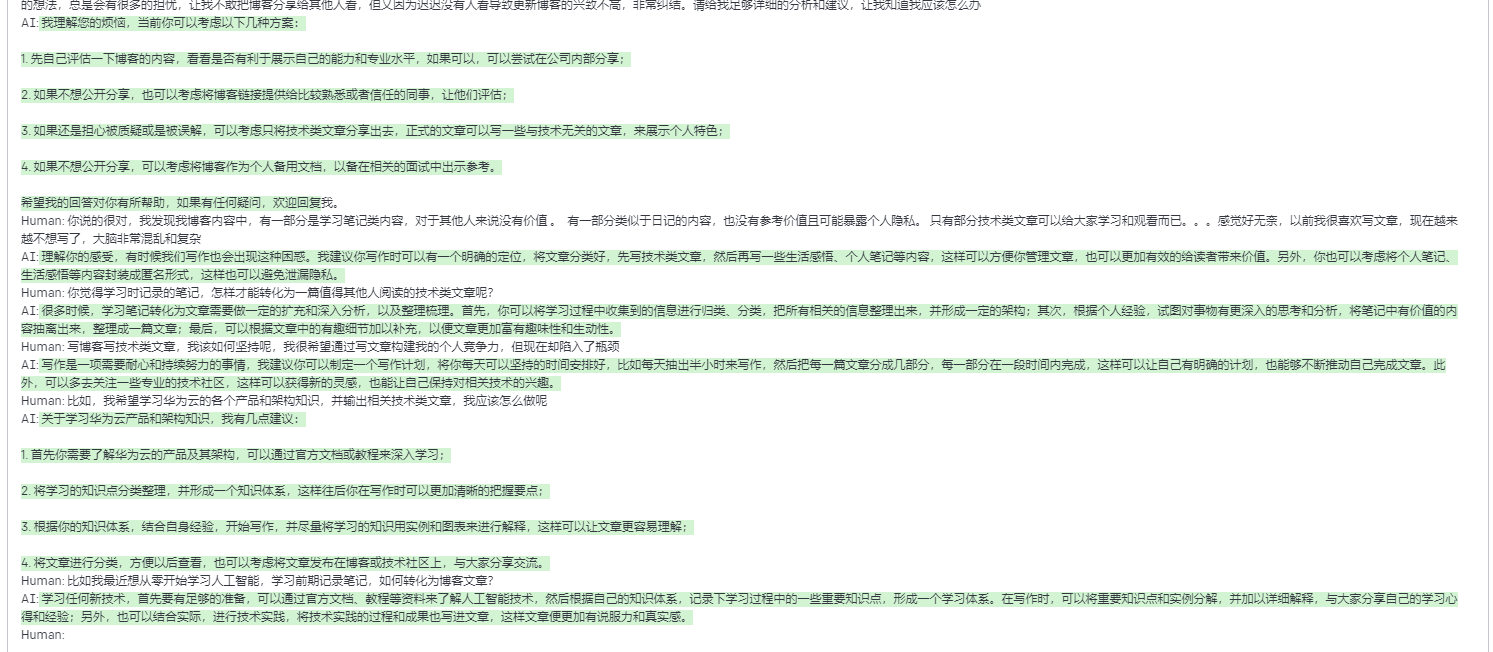 的想法，总是会有很多的担忧，让我不敢把博客分享给其他人看，但又因为迟迟没有人看导致更新博客的兴致不高，非常纠结。请给我足够详细的分析和建议，让我知道我应该怎么办
AI: 我理解您的烦恼，当前你可以考虑以下几种方案：
1. 先自己评估一下博客的内容，看看是否有利于展示自己的能力和专业水平，如果可以，可以尝试在公司内部分享；
2. 如果不想公开分享，也可以考虑将博客链接提供给比较熟悉或者信任的同事，让他们评估；
3. 如果还是担心被质疑或是被误解，可以考虑只将技术类文章分享出去，正式的文章可以写一些与技术无关的文章，来展示个人特色；
4. 如果不想公开分享，可以考虑将博客作为个人备用文档，以备在相关的面试中出示参考。
希望我的回答对你有所帮助，如果有任何疑问，欢迎回复我。
Human: 你说的很对，我发现我博客内容中，有一部分是学习笔记类内容，对于其他人来说没有价值 。 有一部分类似于日记的内容，也没有参考价值且可能暴露个人隐私。 只有部分技术类文章可以给大家学习和观看而已。。。感觉好无奈，以前我很喜欢写文章，现在越来
越不想写了，大脑非常混乱和复杂
AI: 理解你的感受，有时候我们写作也会出现这种困惑。我建议你写作时可以有一个明确的定位，将文章分类好，先写技术类文章，然后再写一些生活感悟、个人笔记等内容，这样可以方便你管理文章，也可以更加有效的给读者带来价值。另外，你也可以考虑将个人笔记、
生活感悟等内容封装成匿名形式，这样也可以避免泄漏隐私。
Human: 你觉得学习时记录的笔记，怎样才能转化为一篇值得其他人阅读的技术类文章呢？
AI: 很多时候，学习笔记转化为文章需要做一定的扩充和深入分析，以及整理梳理。首先，你可以将学习过程中收集到的信息进行归类、分类，把所有相关的信息整理出来，并形成一定的架构；其次，根据个人经验，试图对事物有更深入的思考和分析，将笔记中有价值的内
容抽离出来，整理成一篇文章；最后，可以根据文章中的有趣细节加以补充，以便文章更加富有趣味性和生动性。
Human: 写博客写技术类文章，我该如何坚持呢，我很希望通过写文章构建我的个人竞争力，但现在却陷入了瓶颈
AI: 写作是一项需要耐心和持续努力的事情，我建议你可以制定一个写作计划，将你每天可以坚持的时间安排好，比如每天抽出半小时来写作，然后把每一篇文章分成几部分，每一部分在一段时间内完成，这样可以让自己有明确的计划，也能够不断推动自己完成文章。此
外，可以多去关注一些专业的技术社区，这样可以获得新的灵感，也能让自己保持对相关技术的兴趣。
Human: 比如，我希望学习华为云的各个产品和架构知识，并输出相关技术类文章，我应该怎么做呢
AI: 关于学习华为云产品和架构知识，我有几点建议：
1. 首先你需要了解华为云的产品及其架构，可以通过官方文档或教程来深入学习；
2. 将学习的知识点分类整理，并形成一个知识体系，这样往后你在写作时可以更加清晰的把握要点；
3. 根据你的知识体系，结合自身经验，开始写作，并尽量将学习的知识用实例和图表来进行解释，这样可以让文章更容易理解；
4. 将文章进行分类，方便以后查看，也可以考虑将文章发布在博客或技术社区上，与大家分享交流。
Human: 比如我最近想从零开始学习人工智能，学习前期记录笔记，如何转化为博客文章？
AI: 学习任何新技术，首先要有足够的准备，可以通过官方文档、教程等资料来了解人工智能技术，然后根据自己的知识体系，记录下学习过程中的一些重要知识点，形成一个学习体系。在写作时，可以将重要知识点和实例分解，并加以详细解释，与大家分享自己的学习心
得和经验；另外，也可以结合实际，进行技术实践，将技术实践的过程和成果也写进文章，这样文章便更加有说服力和真实感。
Human: